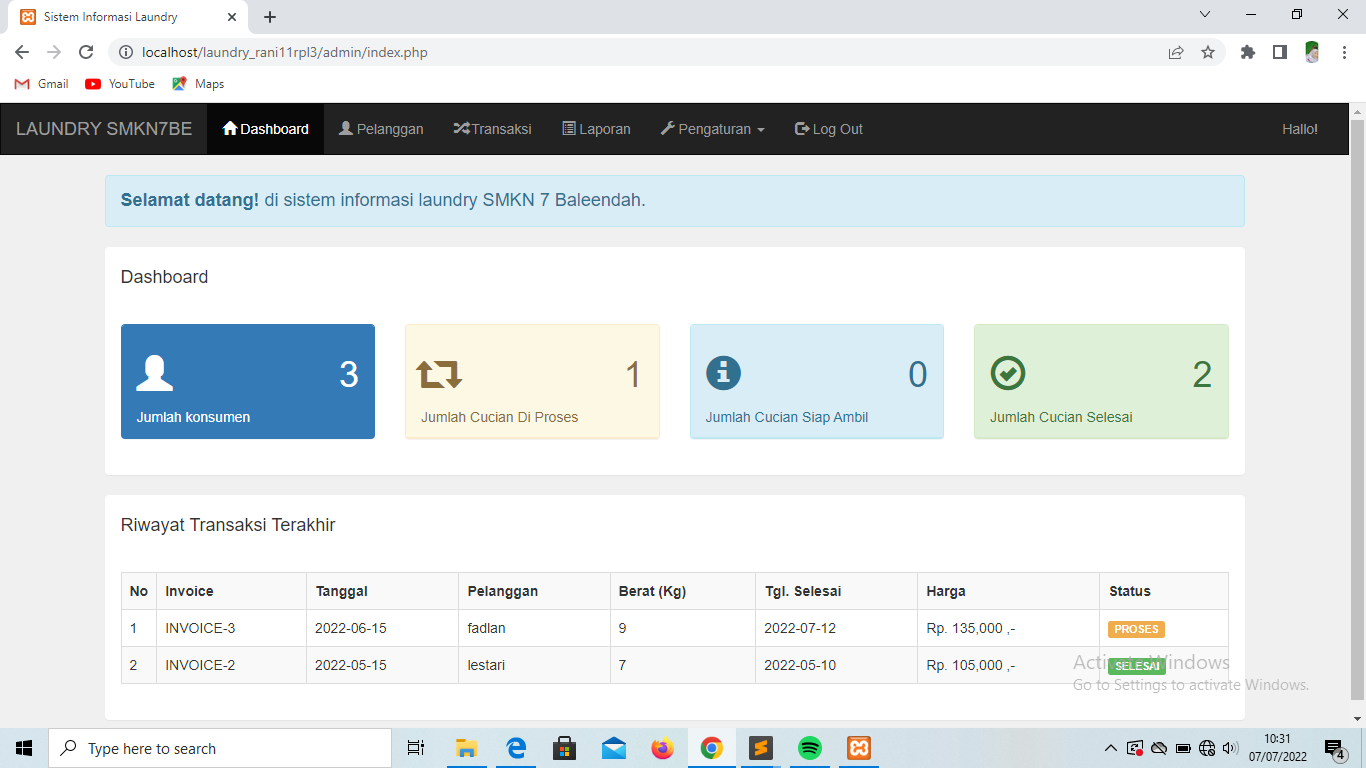 Sistem Informasi Laundry
localhost/laundry_rani11rpl3/admin/index.php
Gmail YouTube Maps
LAUNDRY SMKN7BE Dashboard Pelanggan Transaksi Laporan Pengaturan Log Out Hallo!
Selamat datang! di sistem informasi laundry SMKN 7 Baleendah.
Dashboard
3 1 0 2
Jumlah konsumen Jumlah Cucian Di Proses Jumlah Cucian Siap Ambil Jumlah Cucian Selesai
Riwayat Transaksi Terakhir
No Invoice Tanggal Pelanggan Berat (Kg) Tgl. Selesai Harga Status
1 INVOICE-3 2022-06-15 fadlan 9 2022-07-12 Rp. 135,000 ,- PROSES
2 INVOICE-2 2022-05-15 lestari 7 2022-05-10 Rp. 105,000 ,- SELESAI
Activate Windows
Go to Settings to activate Windows.
Type here to search
10:31
07/07/2022
4